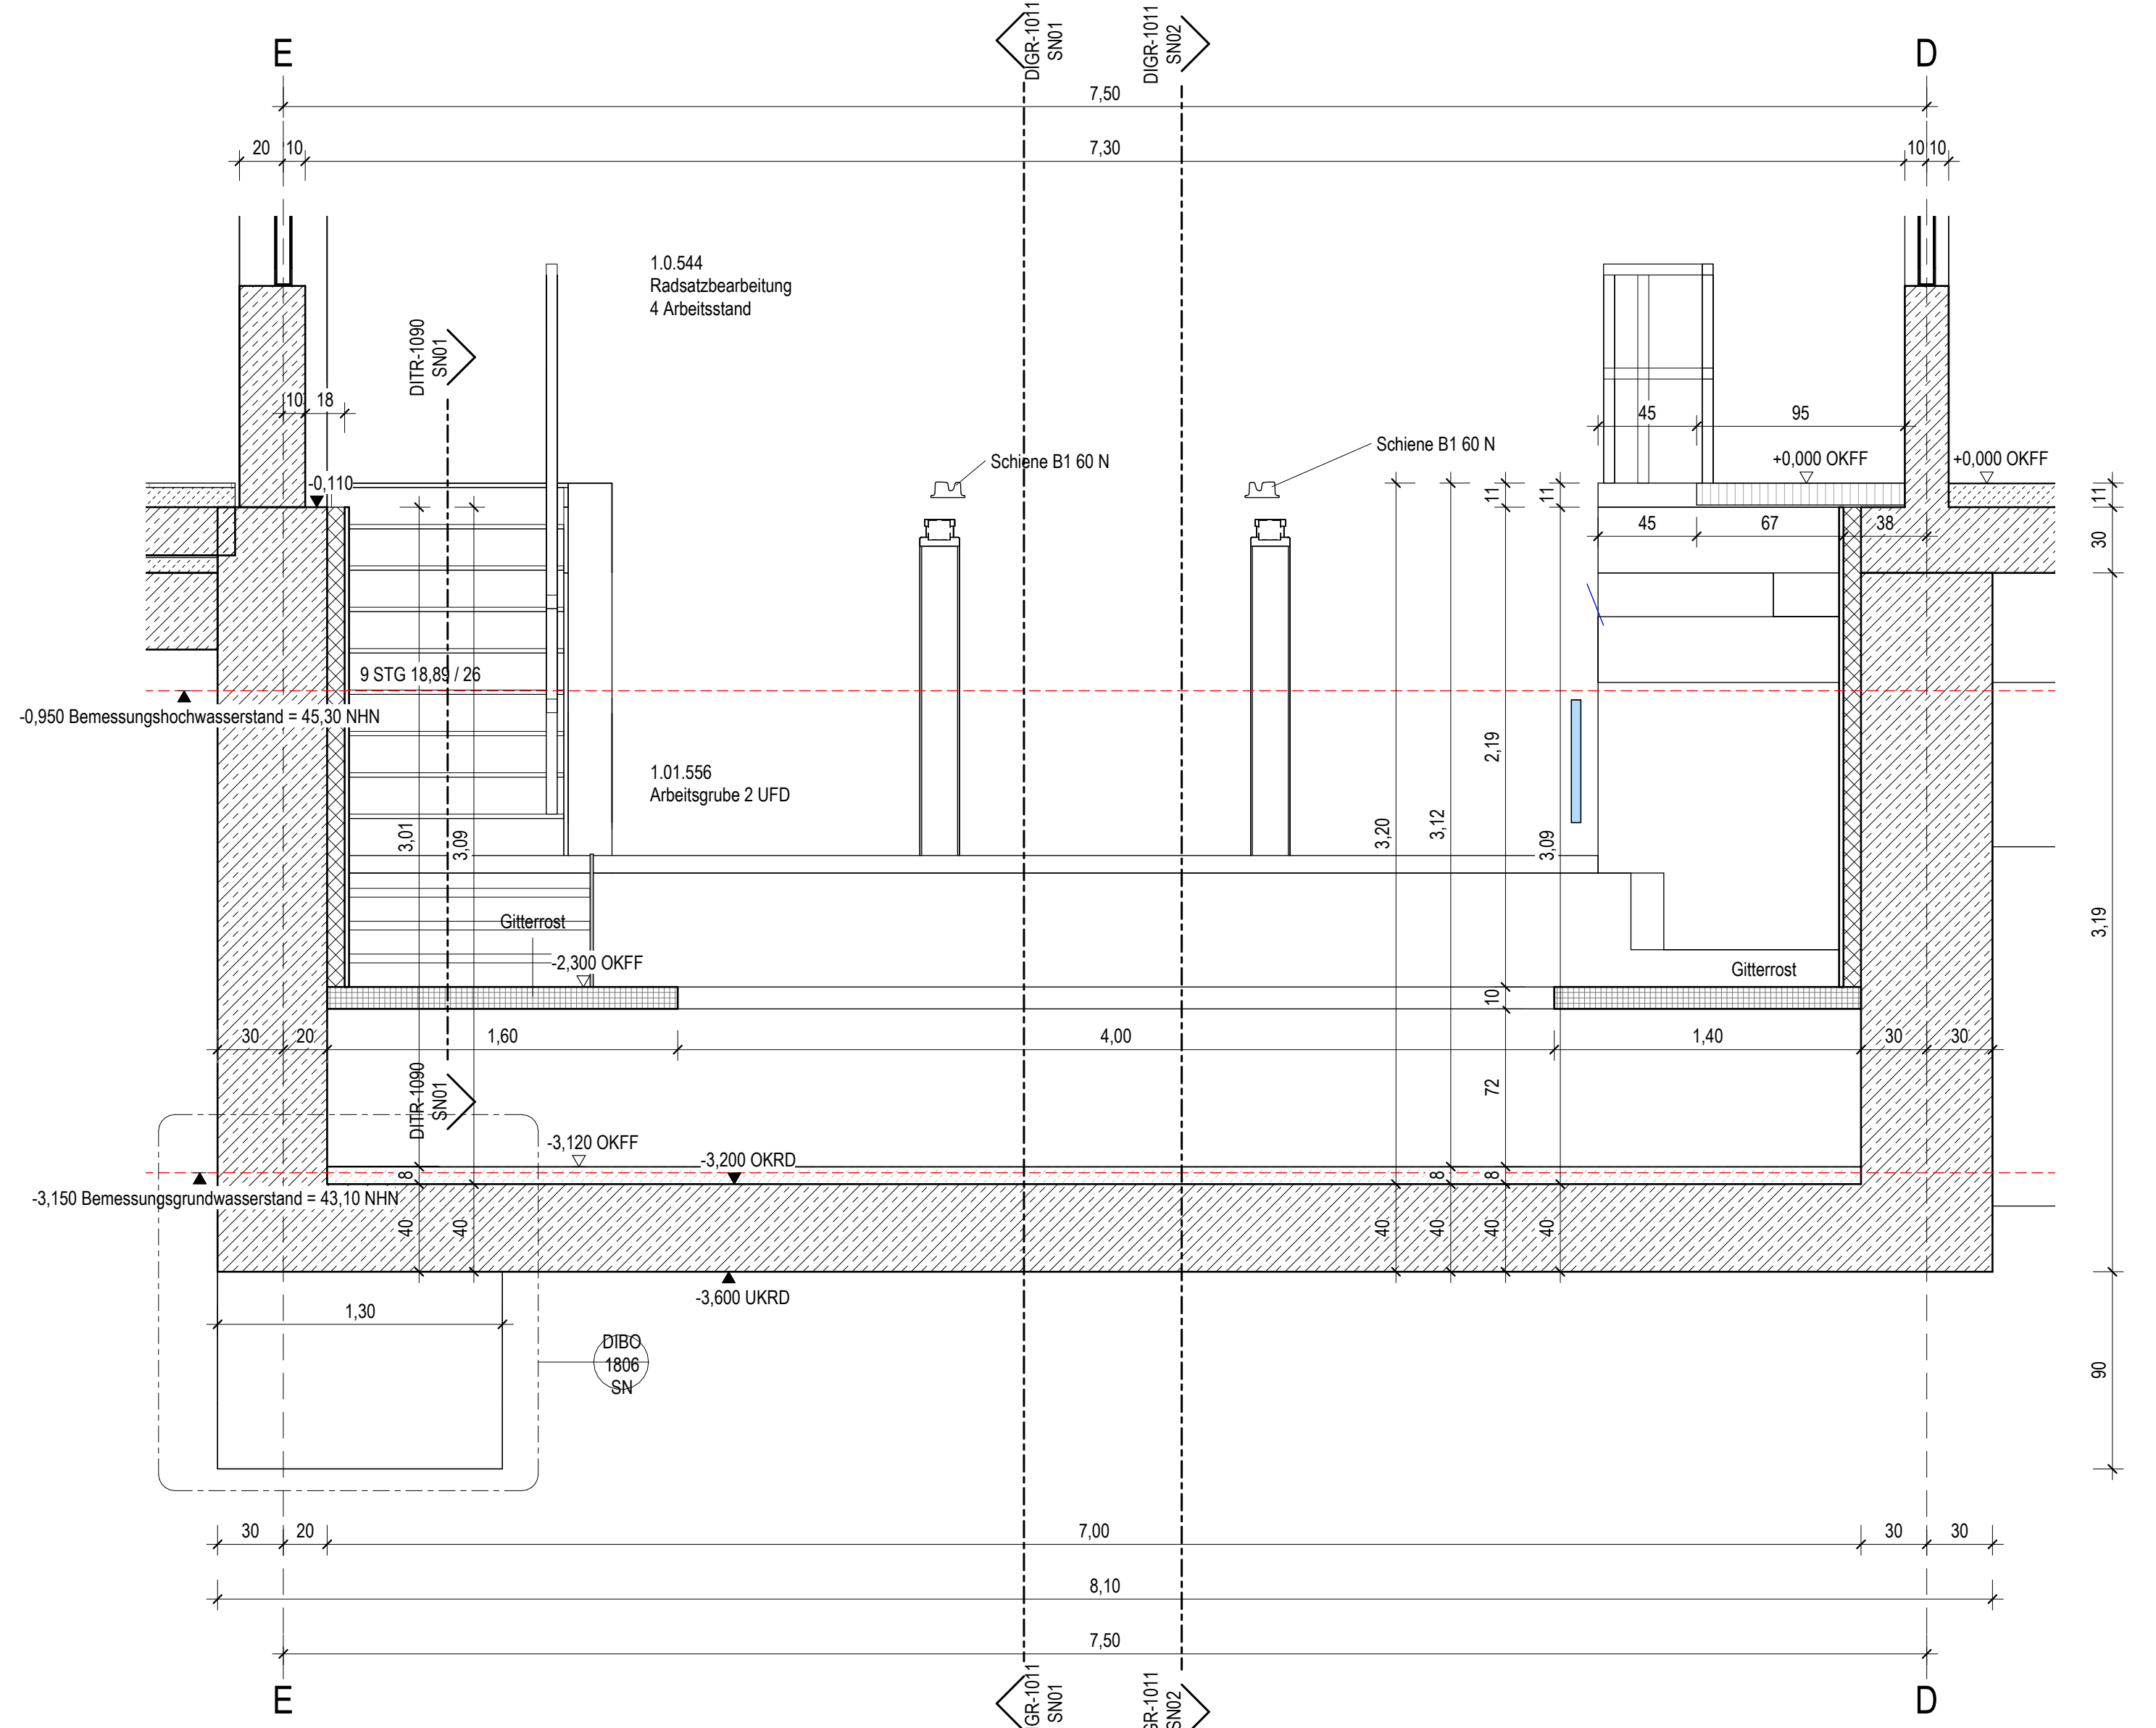 E
DIGR-1011
SN01
DIGR-1011
SN02
D
7,50
20
10
7,30
10
10
1.0.544
Radsatzbearbeitung
4 Arbeitsstand
DITR-1090
SN01
10
18
-0,110
Schiene B1 60 N
Schiene B1 60 N
45
95
+0,000 OKFF
+0,000 OKFF
11
11
11
30
45
67
38
9 STG 18,89 / 26
-0,950 Bemessungshochwasserstand = 45,30 NHN
1.01.556
Arbeitsgrube 2 UFD
3,01
3,09
3,20
3,12
2,19
3,09
3,19
Gitterrost
-2,300 OKFF
Gitterrost
10
30
20
1,60
4,00
1,40
30
30
72
DITR-1090
SN01
-3,120 OKFF
-3,200 OKRD
8
8
8
-3,150 Bemessungsgrundwasserstand = 43,10 NHN
40
40
40
40
40
40
-3,600 UKRD
1,30
DIBO
1806
SN
90
30
20
7,00
30
30
8,10
7,50
E
IGR-1011
SN01
GR-1011
SN02
D